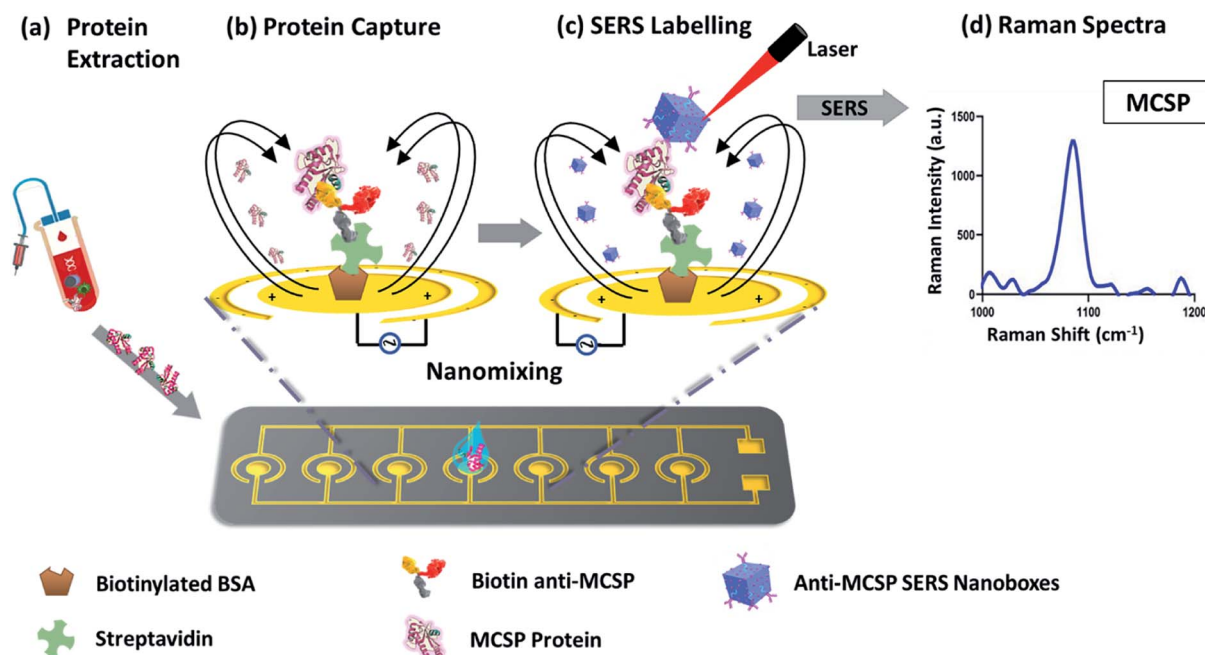 (a) Protein
Extraction
(b) Protein Capture
(c) SERS Labelling
(d) Raman Spectra
Laser
SERS
MCSP
1500
1000
500
0
Raman Intensity (a.u.)
1000
1100
1200
Raman Shift (cm⁻¹)
+
+
+
+
Nanomixing
Biotinylated BSA
Biotin anti-MCSP
Anti-MCSP SERS Nanoboxes
Streptavidin
MCSP Protein